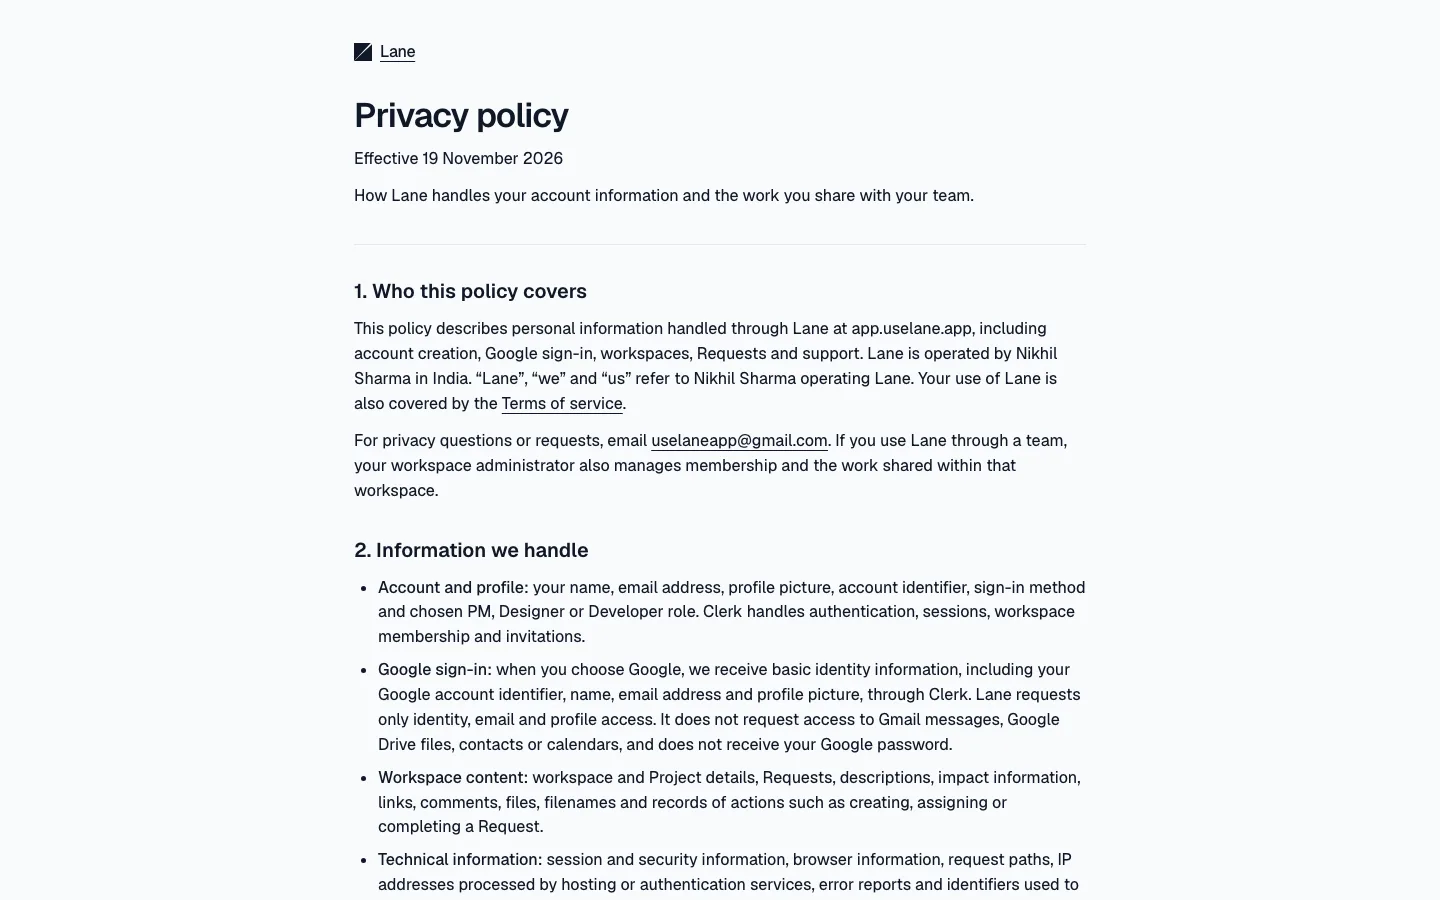 Lane
Privacy policy
Effective 19 November 2026
How Lane handles your account information and the work you share with your team.
1. Who this policy covers
This policy describes personal information handled through Lane at app.uselane.app, including
account creation, Google sign-in, workspaces, Requests and support. Lane is operated by Nikhil
Sharma in India. “Lane”, “we” and “us” refer to Nikhil Sharma operating Lane. Your use of Lane is
also covered by the Terms of service.
For privacy questions or requests, email uselaneapp@gmail.com. If you use Lane through a team,
your workspace administrator also manages membership and the work shared within that
workspace.
2. Information we handle
• Account and profile: your name, email address, profile picture, account identifier, sign-in method
and chosen PM, Designer or Developer role. Clerk handles authentication, sessions, workspace
membership and invitations.
• Google sign-in: when you choose Google, we receive basic identity information, including your
Google account identifier, name, email address and profile picture, through Clerk. Lane requests
only identity, email and profile access. It does not request access to Gmail messages, Google
Drive files, contacts or calendars, and does not receive your Google password.
• Workspace content: workspace and Project details, Requests, descriptions, impact information,
links, comments, files, filenames and records of actions such as creating, assigning or
completing a Request.
• Technical information: session and security information, browser information, request paths, IP
addresses processed by hosting or authentication services, error reports and identifiers used to